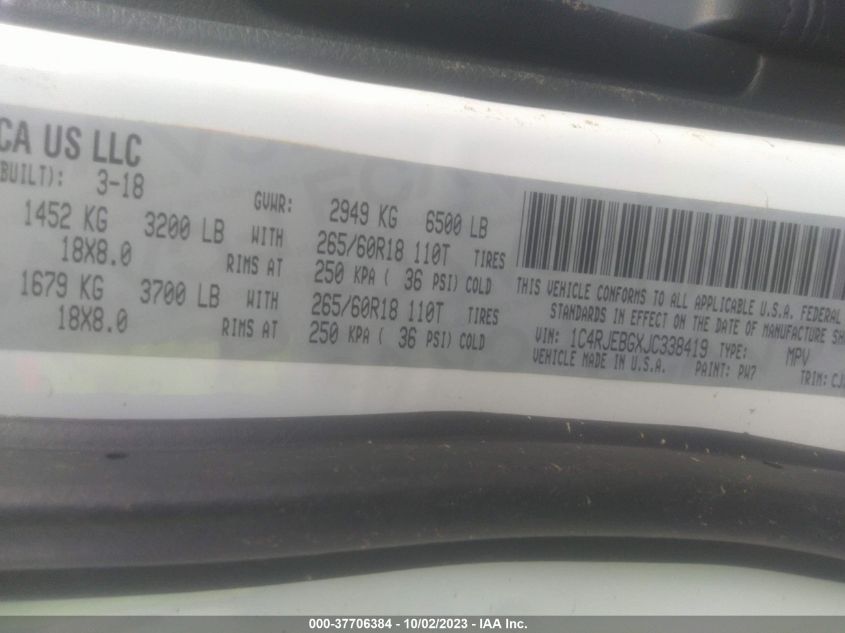 CA US LLC
BUILT): 3-18
GVWR: 2949 KG 6500 LB
1452 KG 3200 LB WITH 265/60R18 110T TIRES
18X8.0 RIMS AT 250 KPA ( 36 PSI) COLD
1679 KG 3700 LB WITH 265/60R18 110T TIRES
18X8.0 RIMS AT 250 KPA ( 36 PSI) COLD
THIS VEHICLE CONFORMS TO ALL APPLICABLE U.S.A. FEDERAL
STANDARDS IN EFFECT ON THE DATE OF MANUFACTURE SH
VIN: 1C4RJEBGXJC338419 TYPE: MPV
VEHICLE MADE IN U.S.A. PAINT: PW7 TRIM: CJ
000-37706384 - 10/02/2023 - IAA Inc.